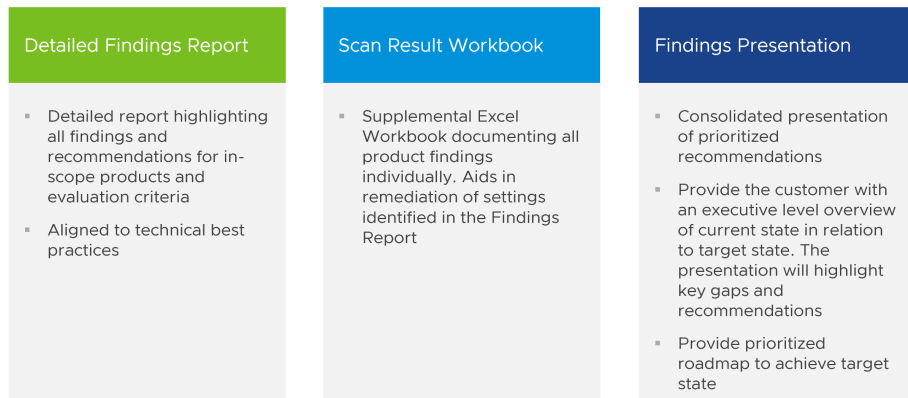 Detailed Findings Report
Detailed report highlighting
all findings and
recommendations for in-
scope products and
evaluation criteria
Aligned to technical best
practices
Scan Result Workbook
Supplemental Excel
Workbook documenting all
product findings
individually. Aids in
remediation of settings
identified in the Findings
Report
Findings Presentation
Consolidated presentation
of prioritized
recommendations
Provide the customer with
an executive level overview
of current state in relation
to target state. The
presentation will highlight
key gaps and
recommendations
Provide prioritized
roadmap to achieve target
state